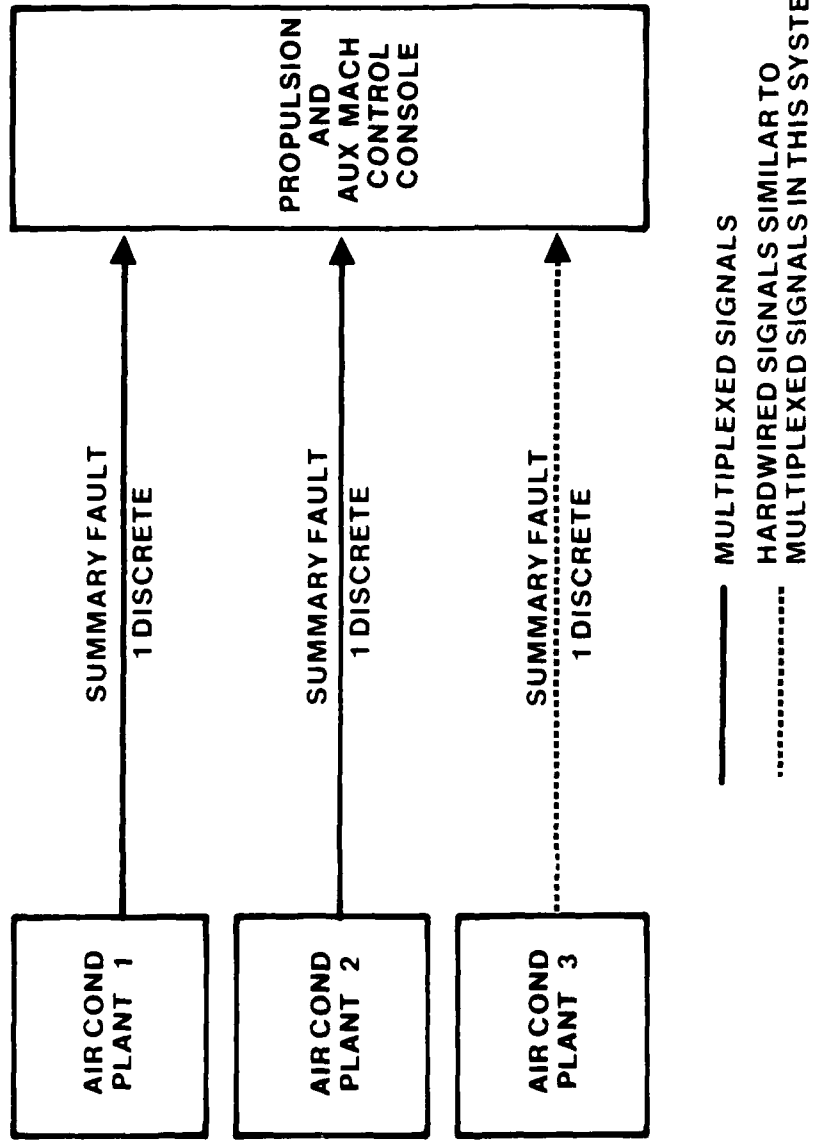 AIR COND
PLANT 1
SUMMARY FAULT
1 DISCRETE
AIR COND
PLANT 2
SUMMARY FAULT
1 DISCRETE
AIR COND
PLANT 3
SUMMARY FAULT
1 DISCRETE
PROPULSION
AND
AUX MACH
CONTROL
CONSOLE
MULTIPLEXED SIGNALS
HARDWIRED SIGNALS SIMILAR TO
MULTIPLEXED SIGNALS IN THIS SYSTE